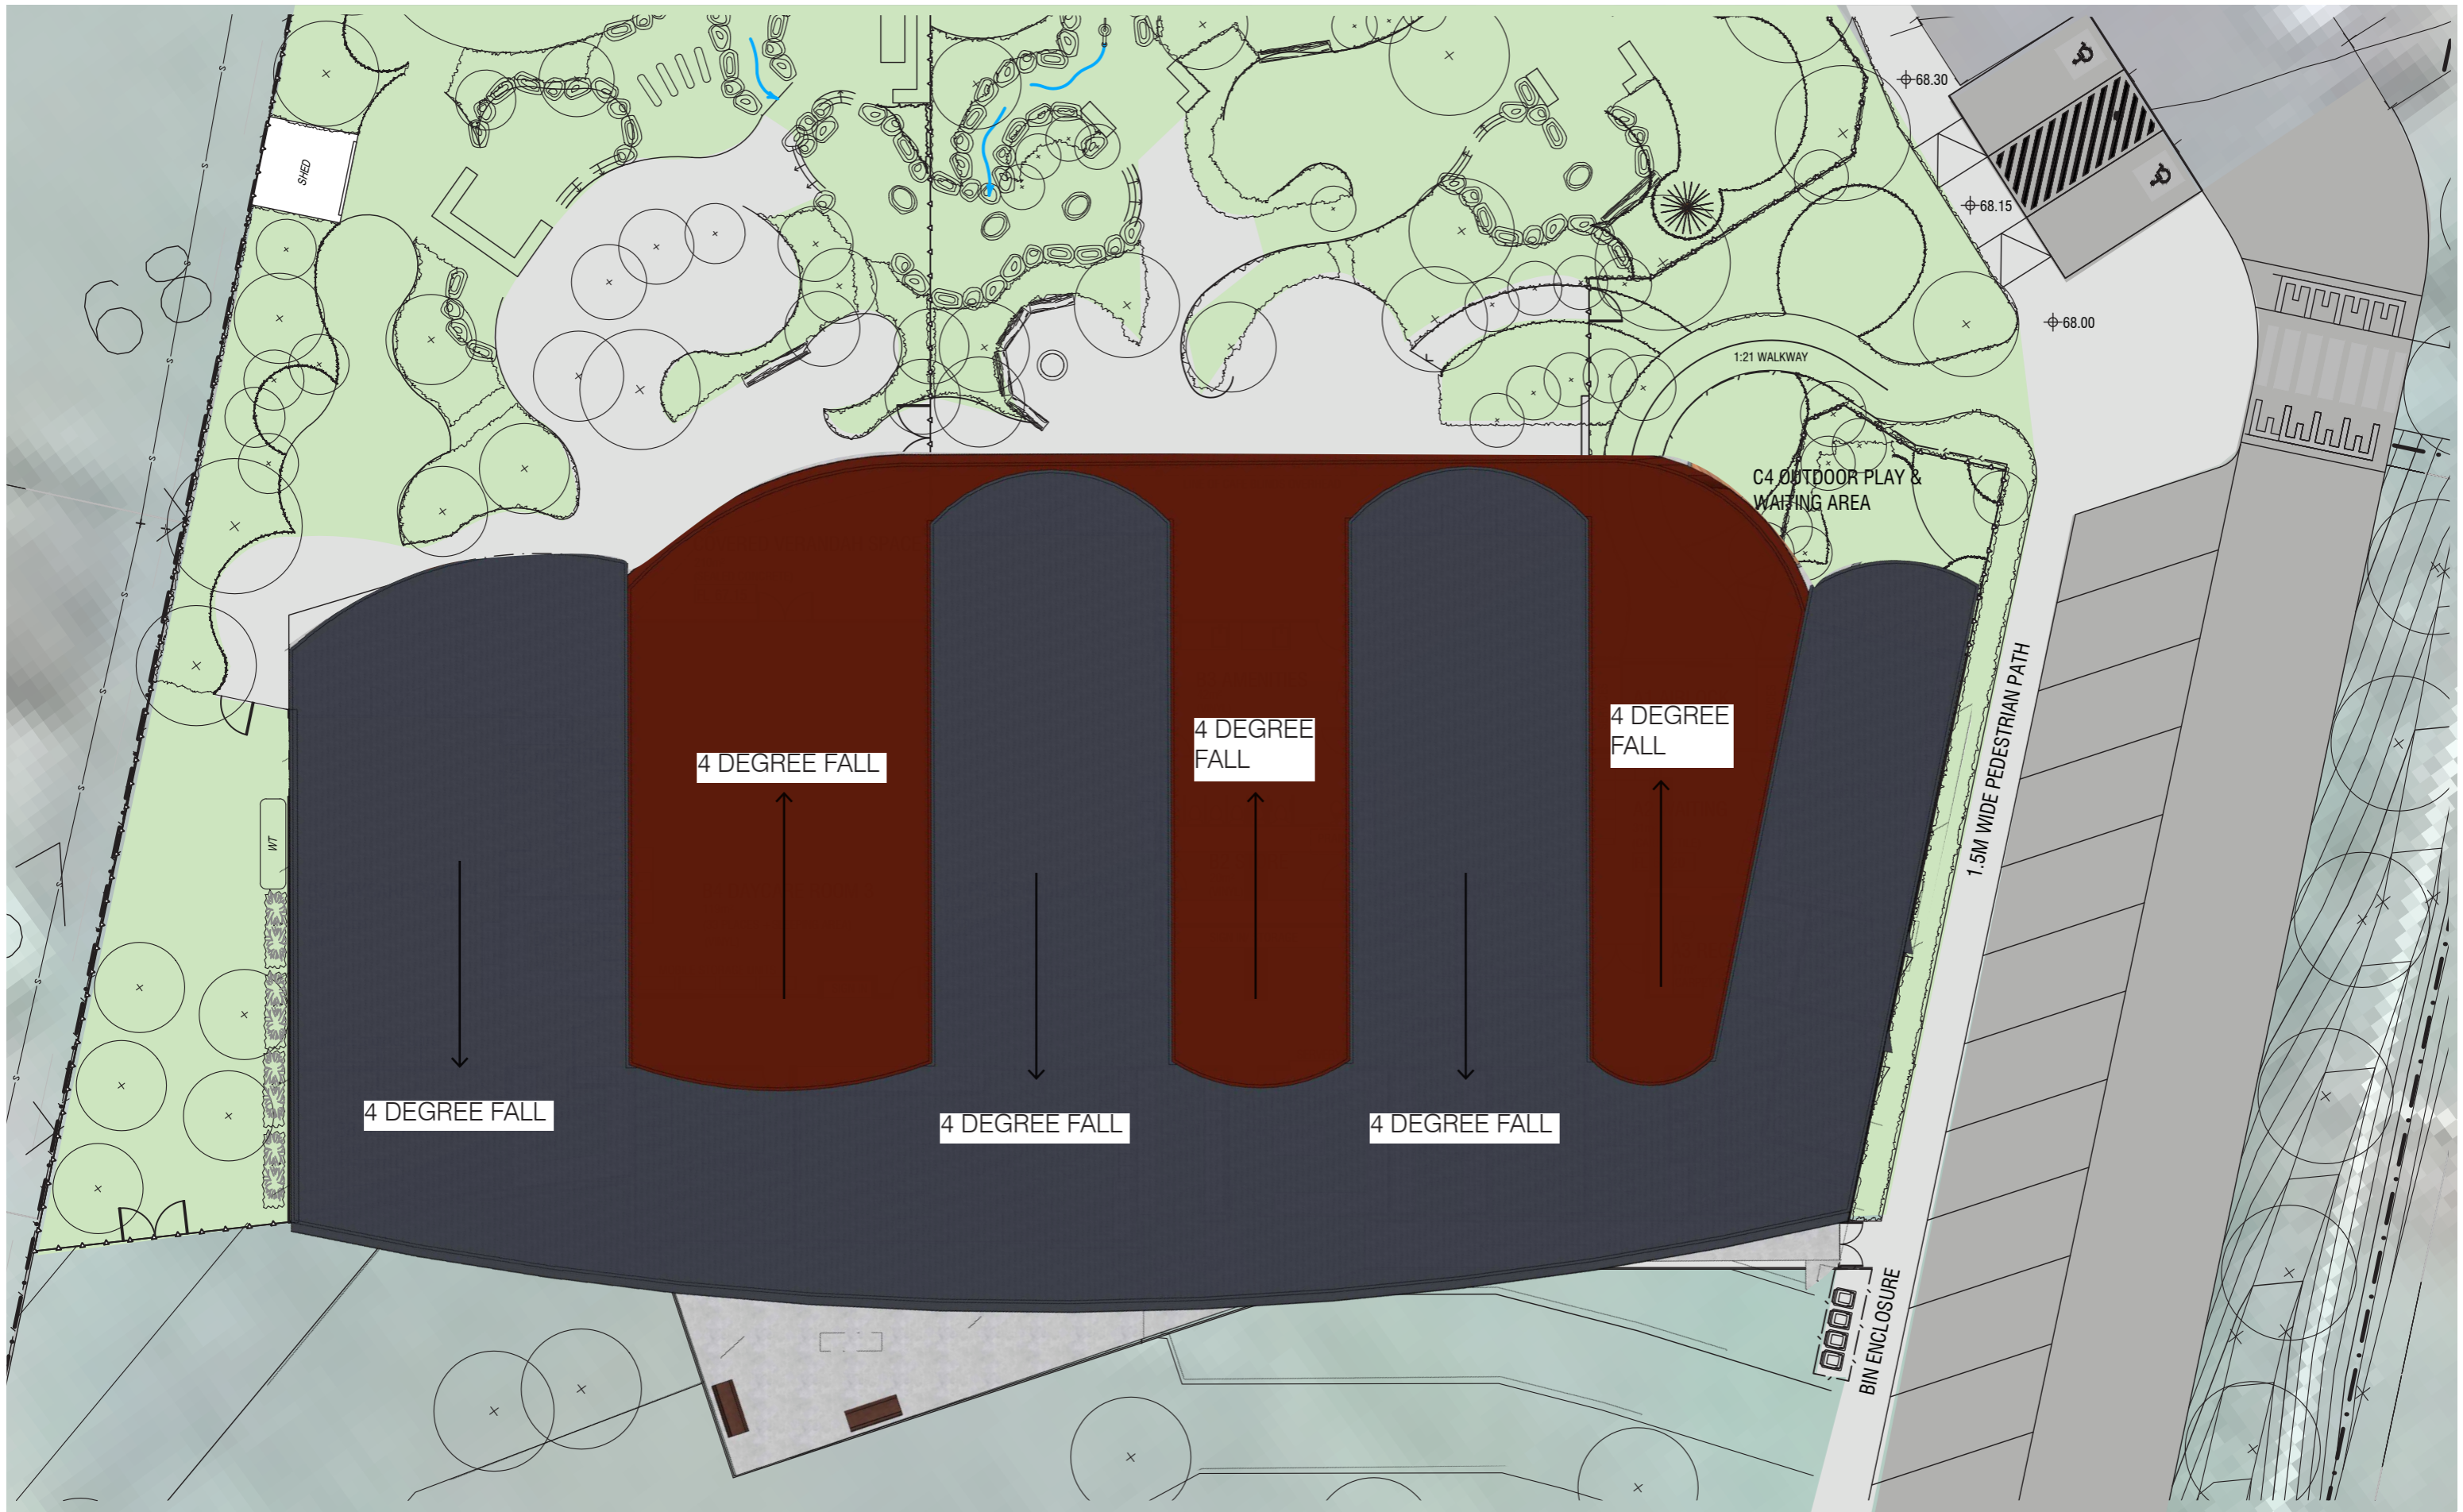 68.30
SHED
68.15
68.00
1:21 WALKWAY
C4 OUTDOOR PLAY &
WAITING AREA
1.5M WIDE PEDESTRIAN PATH
4 DEGREE FALL
4 DEGREE
FALL
4 DEGREE
FALL
WT
4 DEGREE FALL
4 DEGREE FALL
4 DEGREE FALL
BIN ENCLOSURE
S
S
S
S
S
S
S
S
S